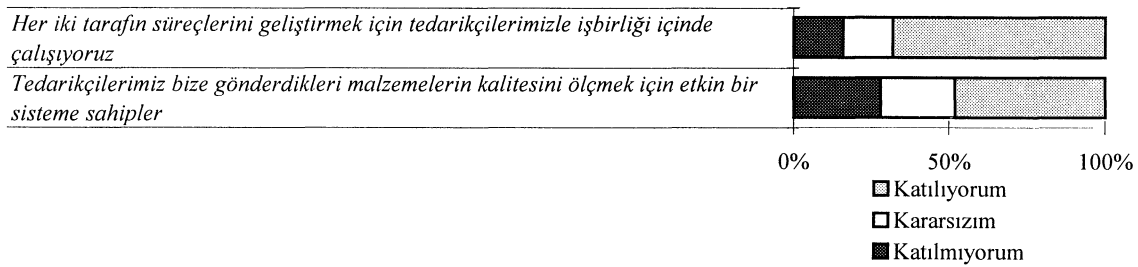 Her iki tarafın süreçlerini geliştirmek için tedarikçilerimizle işbirliği içinde
çalışıyoruz
Tedarikçilerimiz bize gönderdikleri malzemelerin kalitesini ölçmek için etkin bir
sisteme sahipler
0% 50% 100%
Katılıyorum
Kararsızım
Katılmıyorum